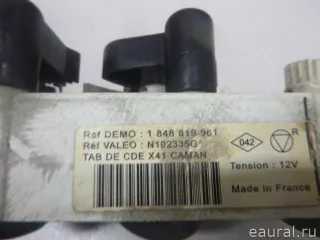 Réf DEMO : 1 848 819 961
Réf VALEO : N102335G
TAB DE CDE X41 CAMAN
042
R
Tension : 12V
Made in France
euauto.ru